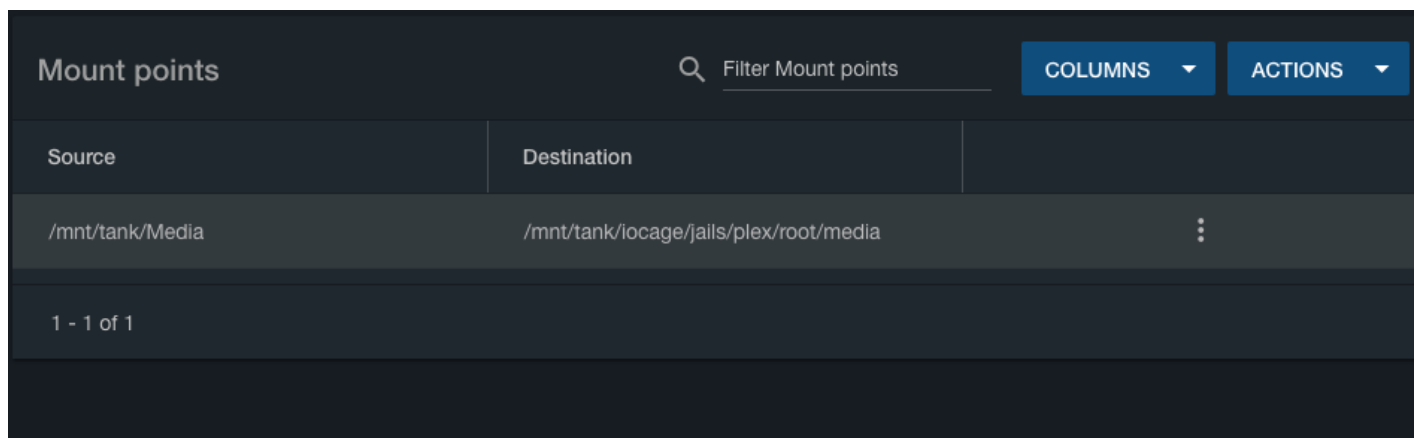 Mount points
Filter Mount points
COLUMNS
ACTIONS
Source
Destination
/mnt/tank/Media
/mnt/tank/iocage/jails/plex/root/media
1 - 1 of 1